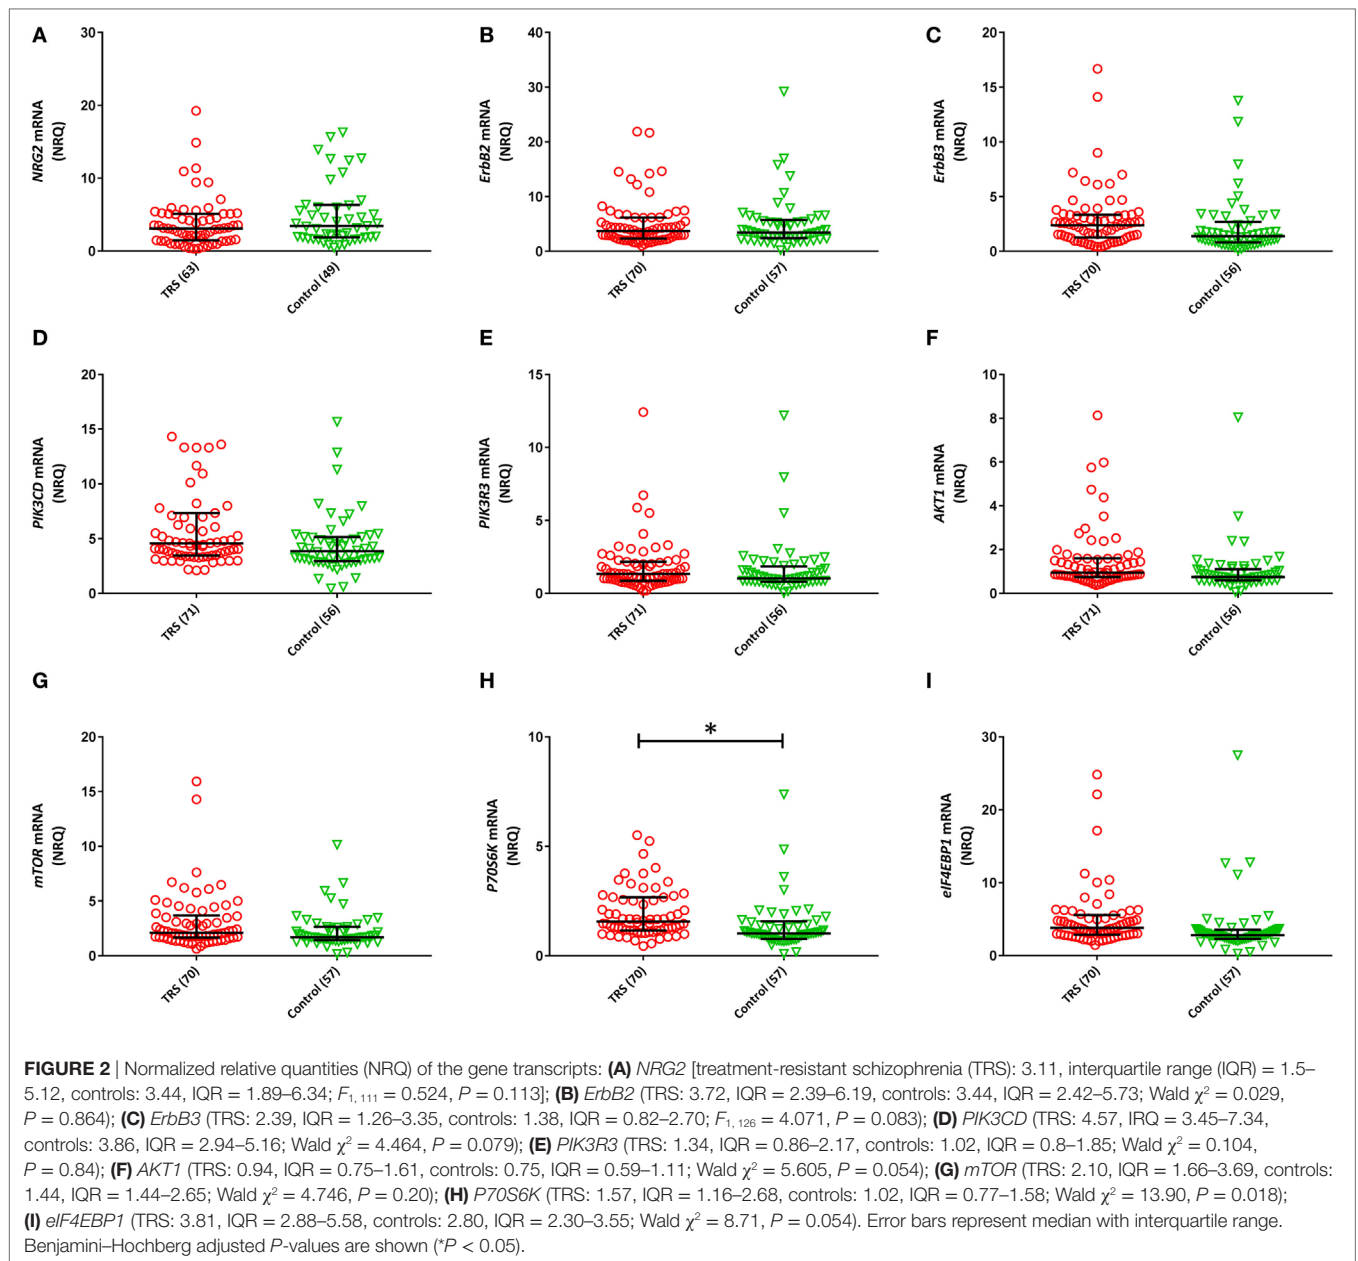 A
B
C
30
20
10
0
NRG2 mRNA
(NRQ)
TRS (63)
Control (49)
40
30
20
10
0
ErbB2 mRNA
(NRQ)
TRS (70)
Control (57)
20
15
10
5
0
ErbB3 mRNA
(NRQ)
TRS (70)
Control (56)
D
E
F
20
15
10
5
0
PIK3CD mRNA
(NRQ)
TRS (71)
Control (56)
15
10
5
0
PIK3R3 mRNA
(NRQ)
TRS (71)
Control (56)
10
8
6
4
2
0
AKT1 mRNA
(NRQ)
TRS (71)
Control (56)
G
H
I
20
15
10
5
0
mTOR mRNA
(NRQ)
TRS (70)
Control (57)
10
5
0
P70S6K mRNA
(NRQ)
*
TRS (70)
Control (57)
30
20
10
0
eIF4EBP1 mRNA
(NRQ)
TRS (70)
Control (57)
FIGURE 2 | Normalized relative quantities (NRQ) of the gene transcripts: (A) NRG2 [treatment-resistant schizophrenia (TRS): 3.11, interquartile range (IQR) = 1.5–
5.12, controls: 3.44, IQR = 1.89–6.34; F1, 111 = 0.524, P = 0.113]; (B) ErbB2 (TRS: 3.72, IQR = 2.39–6.19, controls: 3.44, IQR = 2.42–5.73; Wald χ² = 0.029,
P = 0.864); (C) ErbB3 (TRS: 2.39, IQR = 1.26–3.35, controls: 1.38, IQR = 0.82–2.70; F1, 126 = 4.071, P = 0.083); (D) PIK3CD (TRS: 4.57, IRQ = 3.45–7.34,
controls: 3.86, IQR = 2.94–5.16; Wald χ² = 4.464, P = 0.079); (E) PIK3R3 (TRS: 1.34, IQR = 0.86–2.17, controls: 1.02, IQR = 0.8–1.85; Wald χ² = 0.104,
P = 0.84); (F) AKT1 (TRS: 0.94, IQR = 0.75–1.61, controls: 0.75, IQR = 0.59–1.11; Wald χ² = 5.605, P = 0.054); (G) mTOR (TRS: 2.10, IQR = 1.66–3.69, controls:
1.44, IQR = 1.44–2.65; Wald χ² = 4.746, P = 0.20); (H) P70S6K (TRS: 1.57, IQR = 1.16–2.68, controls: 1.02, IQR = 0.77–1.58; Wald χ² = 13.90, P = 0.018);
(I) eIF4EBP1 (TRS: 3.81, IQR = 2.88–5.58, controls: 2.80, IQR = 2.30–3.55; Wald χ² = 8.71, P = 0.054). Error bars represent median with interquartile range.
Benjamini–Hochberg adjusted P-values are shown (*P < 0.05).